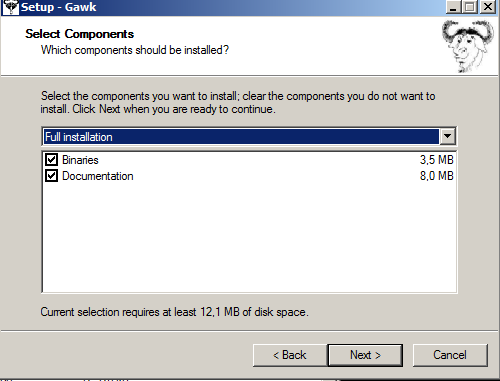 Setup - Gawk
Select Components
Which components should be installed?
Select the components you want to install; clear the components you do not want to
install. Click Next when you are ready to continue.
Full installation
Binaries 3,5 MB
Documentation 8,0 MB
Current selection requires at least 12,1 MB of disk space.
< Back Next > Cancel